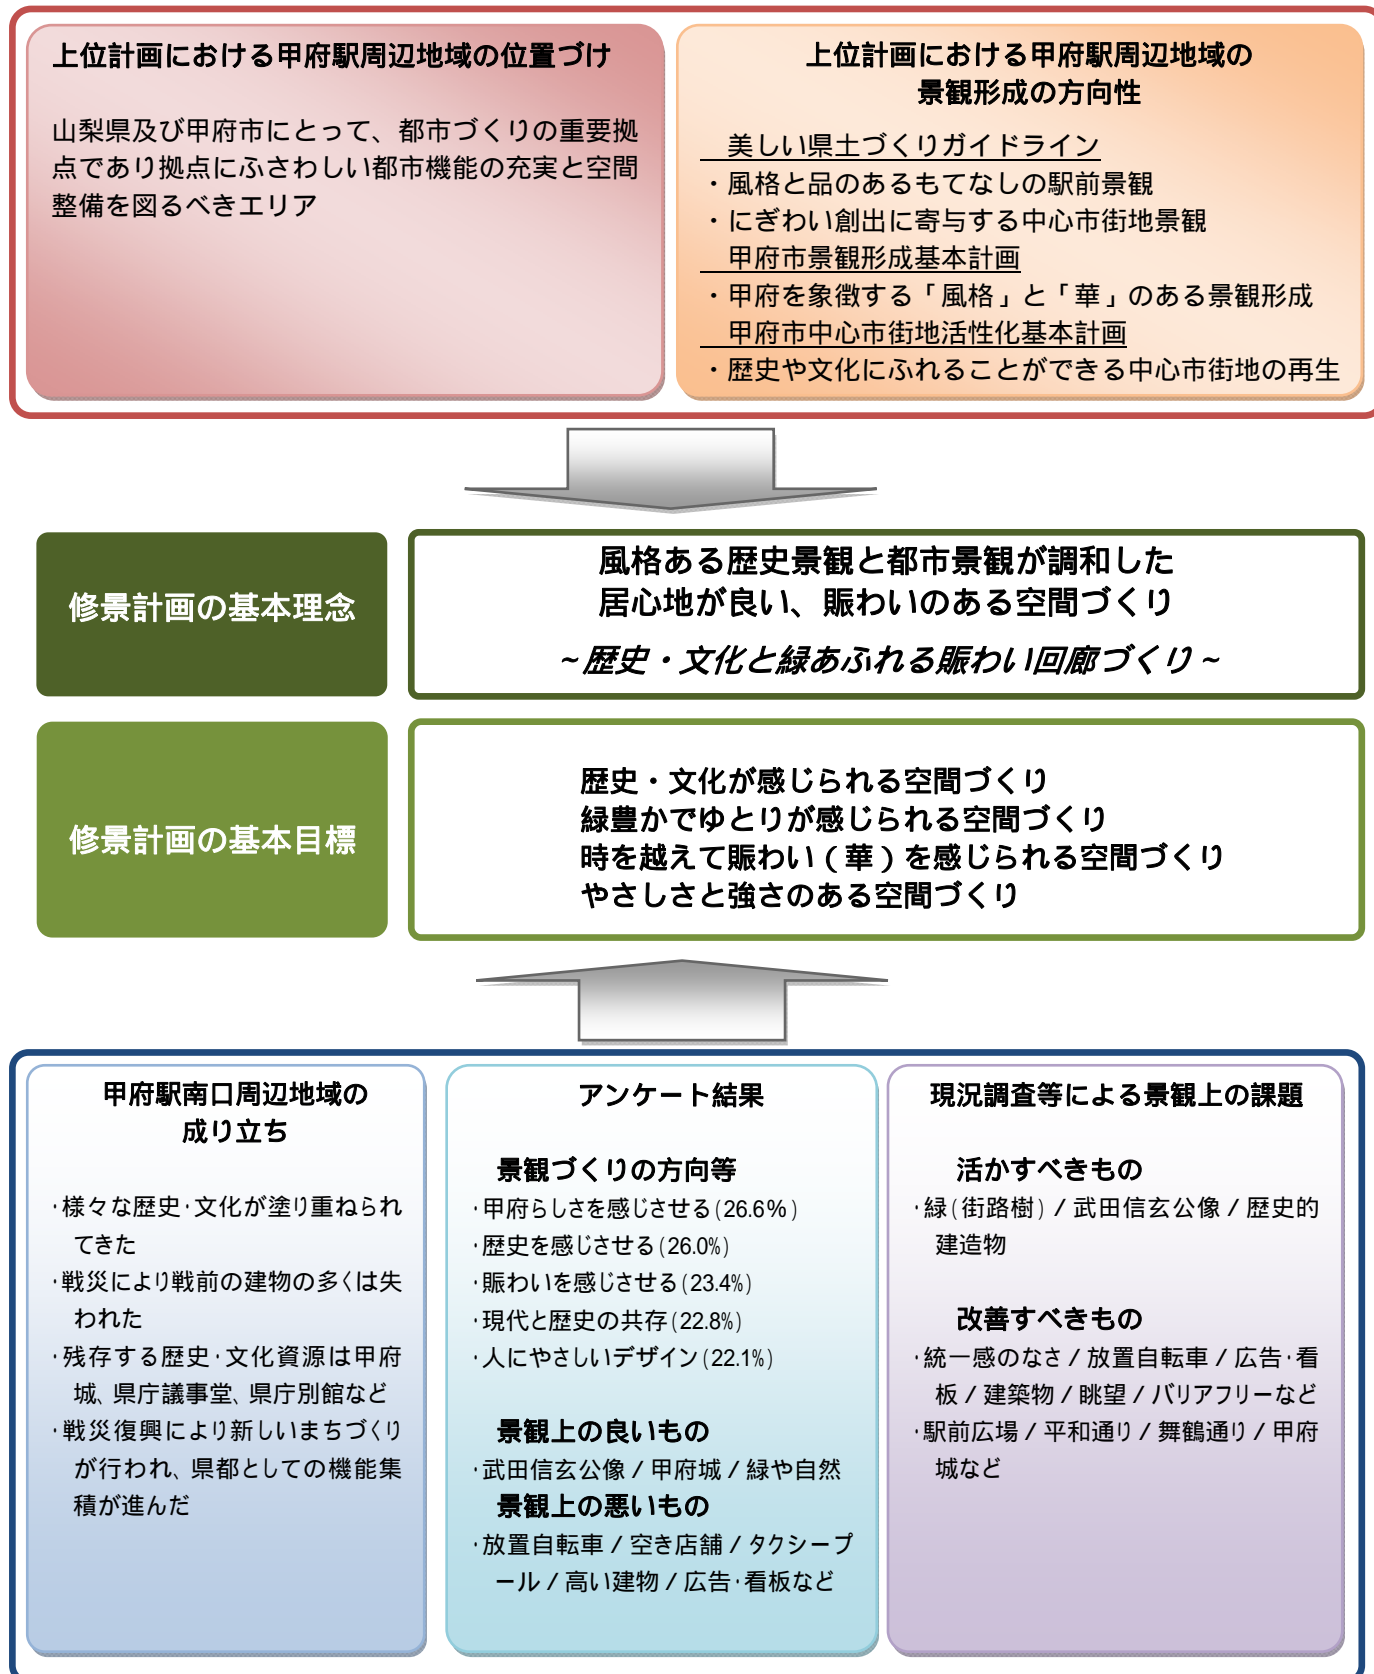 上位計画における甲府駅周辺地域の位置づけ
山梨県及び甲府市にとって、都市づくりの重要拠
点であり拠点にふさわしい都市機能の充実と空間
整備を図るべきエリア
上位計画における甲府駅周辺地域の
景観形成の方向性
美しい県土づくりガイドライン
・風格と品のあるもてなしの駅前景観
・にぎわい創出に寄与する中心市街地景観
甲府市景観形成基本計画
・甲府を象徴する「風格」と「華」のある景観形成
甲府市中心市街地活性化基本計画
・歴史や文化にふれることができる中心市街地の再生
修景計画の基本理念
風格ある歴史景観と都市景観が調和した
居心地が良い、賑わいのある空間づくり
~歴史・文化と緑あふれる賑わい回廊づくり~
修景計画の基本目標
歴史・文化が感じられる空間づくり
緑豊かでゆとりが感じられる空間づくり
時を越えて賑わい(華)を感じられる空間づくり
やさしさと強さのある空間づくり
甲府駅南口周辺地域の
成り立ち
・様々な歴史・文化が塗り重ねられ
てきた
・戦災により戦前の建物の多くは失
われた
・残存する歴史・文化資源は甲府
城、県庁議事堂、県庁別館など
・戦災復興により新しいまちづくり
が行われ、県都としての機能集
積が進んだ
アンケート結果
景観づくりの方向等
・甲府らしさを感じさせる(26.6%)
・歴史を感じさせる(26.0%)
・賑わいを感じさせる(23.4%)
・現代と歴史の共存(22.8%)
・人にやさしいデザイン(22.1%)
景観上の良いもの
・武田信玄公像/甲府城/緑や自然
景観上の悪いもの
・放置自転車/空き店舗/タクシープ
ール/高い建物/広告・看板など
現況調査等による景観上の課題
活かすべきもの
・緑(街路樹)/武田信玄公像/歴史的
建造物
改善すべきもの
・統一感のなさ/放置自転車/広告・看
板/建築物/眺望/バリアフリーなど
・駅前広場/平和通り/舞鶴通り/甲府
城など